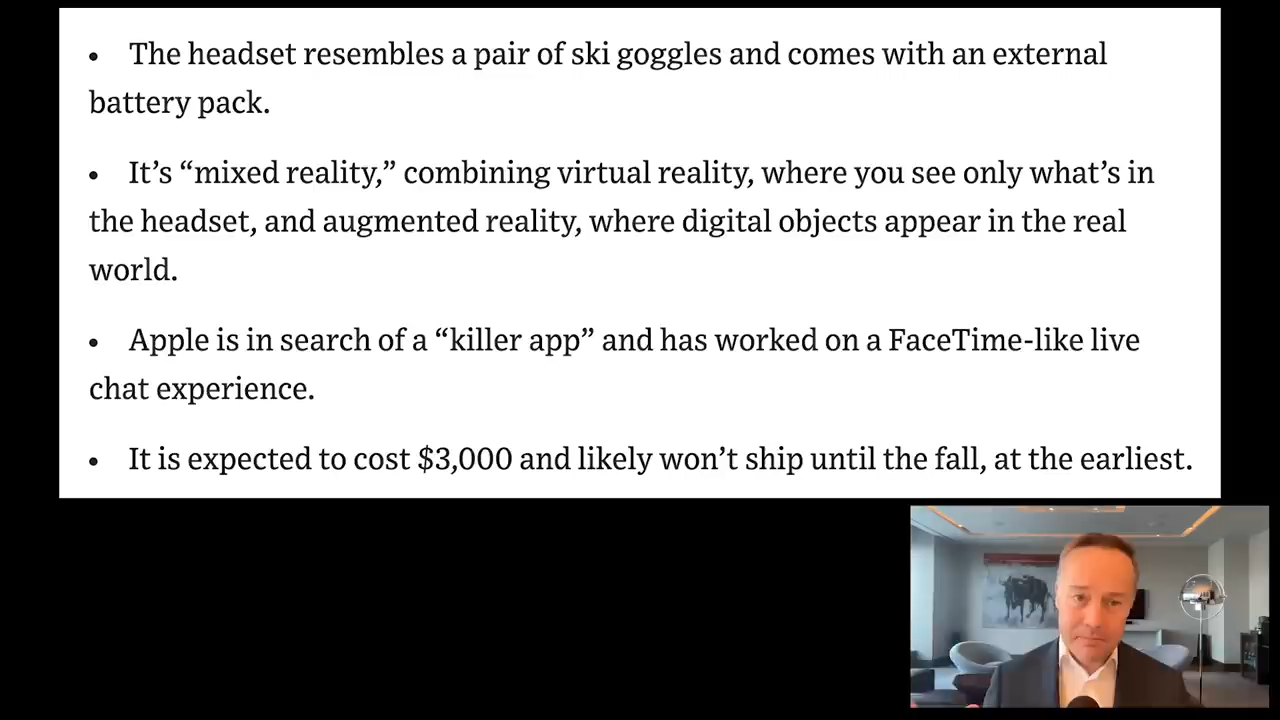 • The headset resembles a pair of ski goggles and comes with an external
battery pack.
• It’s “mixed reality,” combining virtual reality, where you see only what’s in
the headset, and augmented reality, where digital objects appear in the real
world.
• Apple is in search of a “killer app” and has worked on a FaceTime-like live
chat experience.
• It is expected to cost $3,000 and likely won’t ship until the fall, at the earliest.